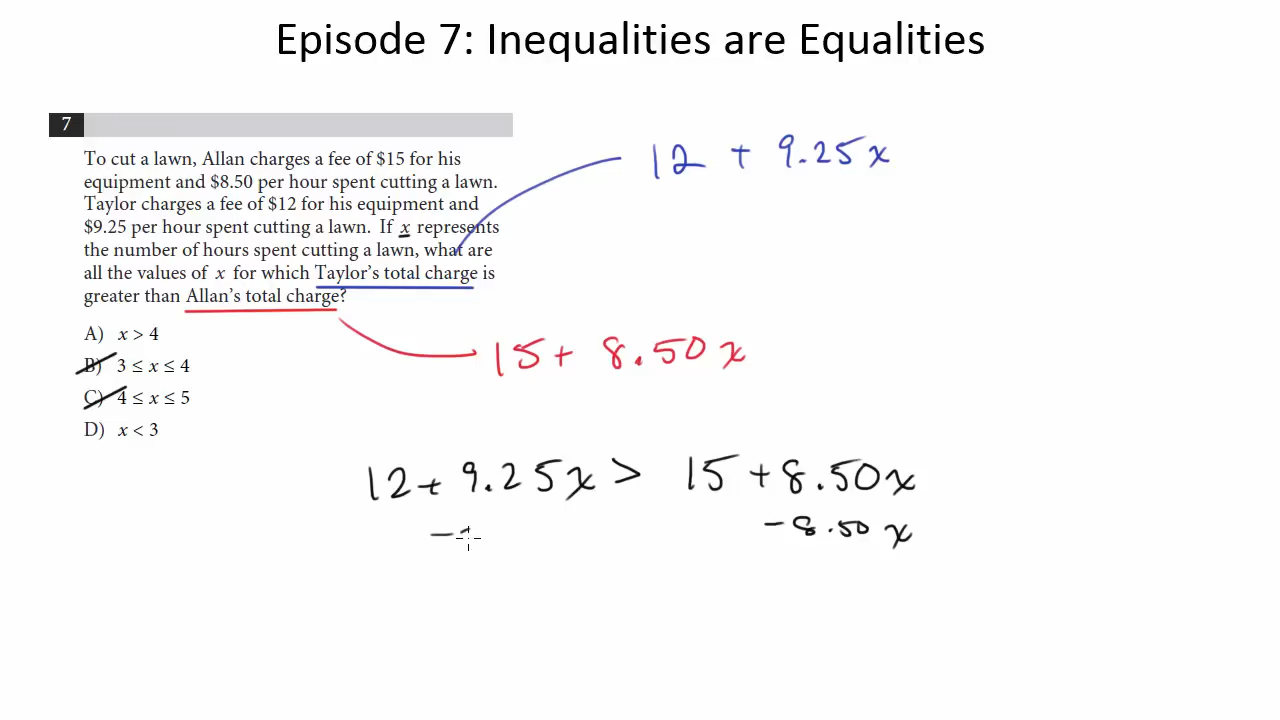 Episode 7: Inequalities are Equalities
7
To cut a lawn, Allan charges a fee of $15 for his
equipment and $8.50 per hour spent cutting a lawn.
Taylor charges a fee of $12 for his equipment and
$9.25 per hour spent cutting a lawn. If x represents
the number of hours spent cutting a lawn, what are
all the values of x for which Taylor's total charge is
greater than Allan's total charge?
A) x > 4
B) 3 ≤ x ≤ 4
C) 4 ≤ x ≤ 5
D) x < 3
12 + 9.25x
15 + 8.50x
12 + 9.25x > 15 + 8.50x
- -8.50x